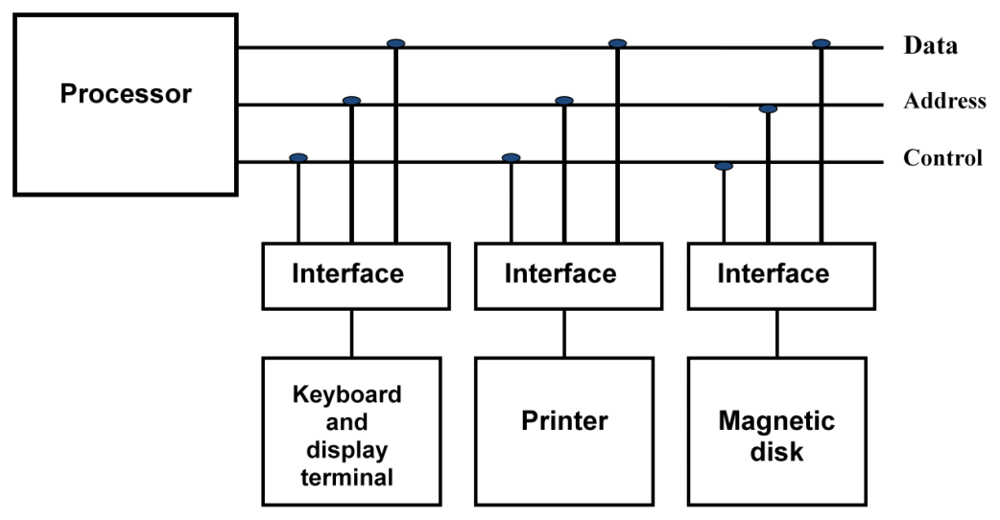 Processor
Data
Address
Control
Interface
Interface
Interface
Keyboard
and
display
terminal
Printer
Magnetic
disk